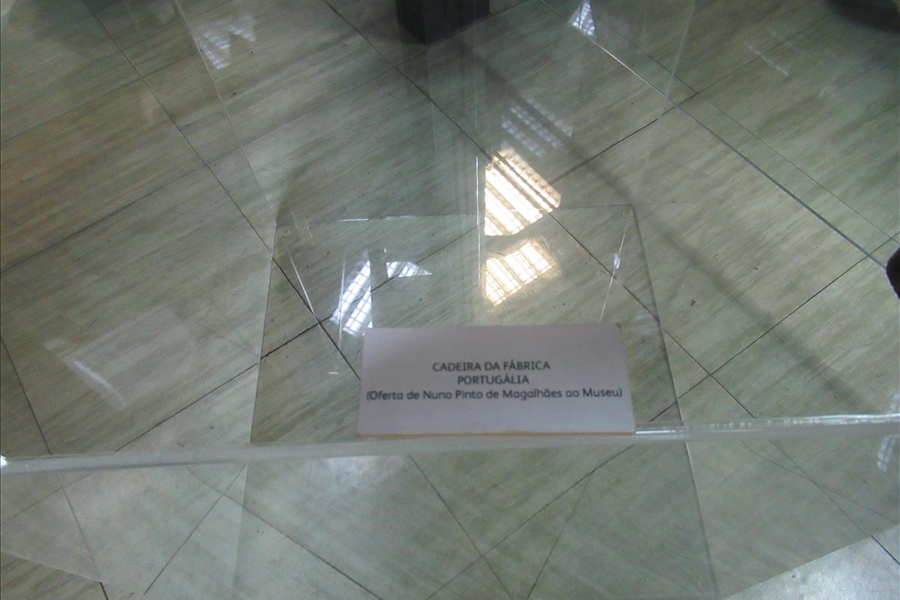 CADEIRA DA FÁBRICA
PORTUGÁLIA
(Oferta de Nuno Pinto de Magalhães ao Museu)